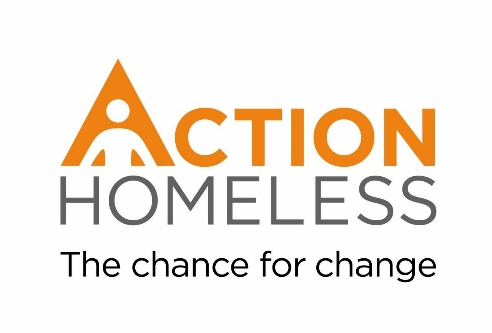 ACTION
HOMELESS
The chance for change